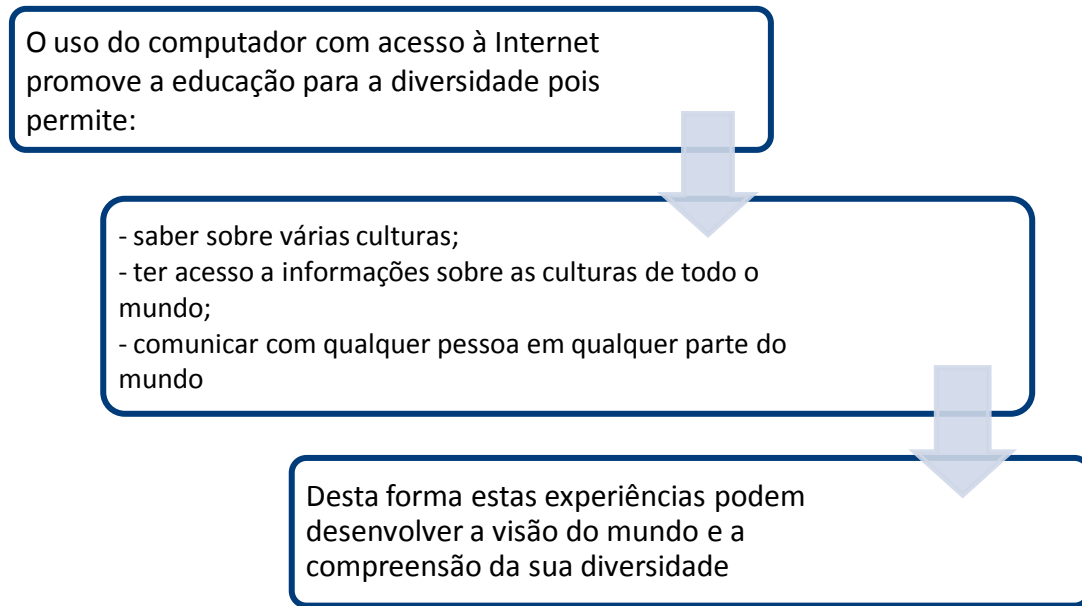 O uso do computador com acesso à Internet
promove a educação para a diversidade pois
permite:
- saber sobre várias culturas;
- ter acesso a informações sobre as culturas de todo o
mundo;
- comunicar com qualquer pessoa em qualquer parte do
mundo
Desta forma estas experiências podem
desenvolver a visão do mundo e a
compreensão da sua diversidade